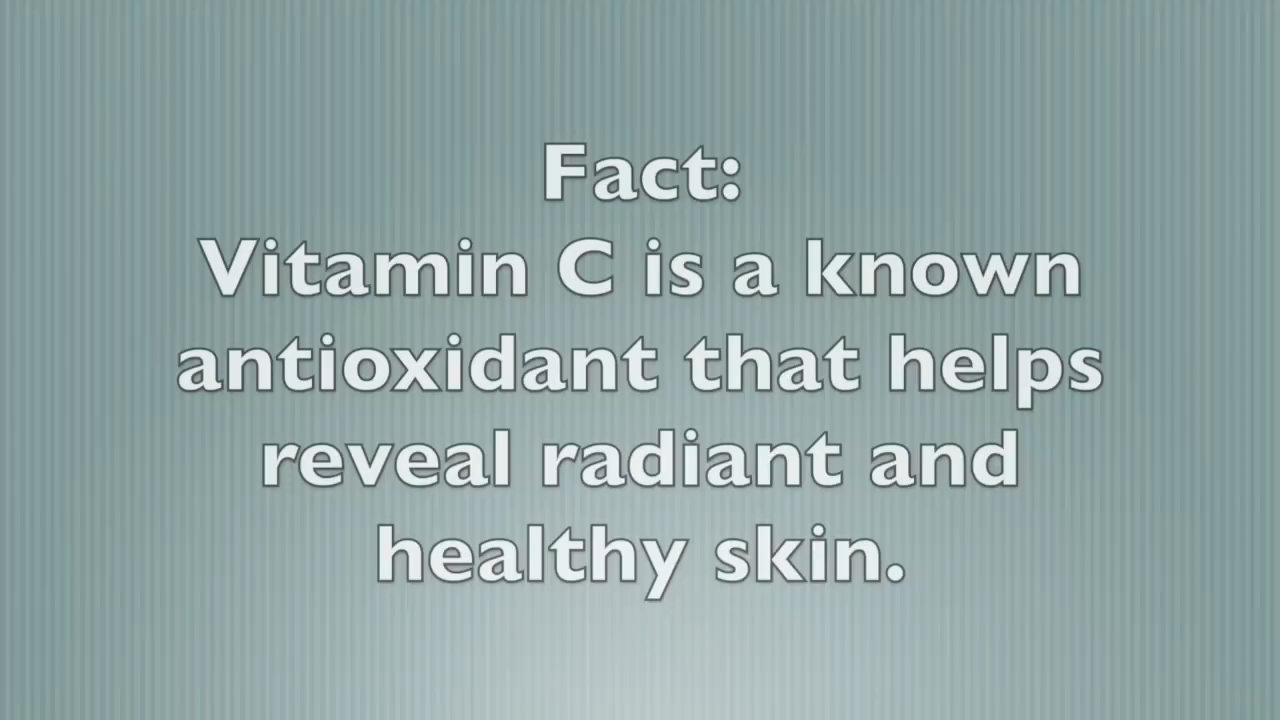 Fact:
Vitamin C is a known
antioxidant that helps
reveal radiant and
healthy skin.